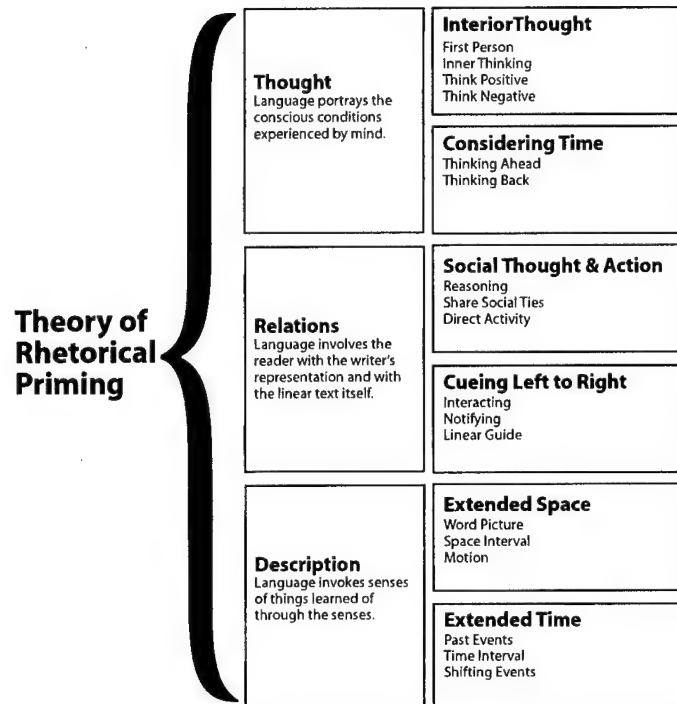 Theory of
Rhetorical
Priming
Thought
Language portrays the
conscious conditions
experienced by mind.
InteriorThought
First Person
Inner Thinking
Think Positive
Think Negative
Considering Time
Thinking Ahead
Thinking Back
Relations
Language involves the
reader with the writer's
representation and with
the linear text itself.
Social Thought & Action
Reasoning
Share Social Ties
Direct Activity
Cueing Left to Right
Interacting
Notifying
Linear Guide
Description
Language invokes senses
of things learned of
through the senses.
Extended Space
Word Picture
Space Interval
Motion
Extended Time
Past Events
Time Interval
Shifting Events